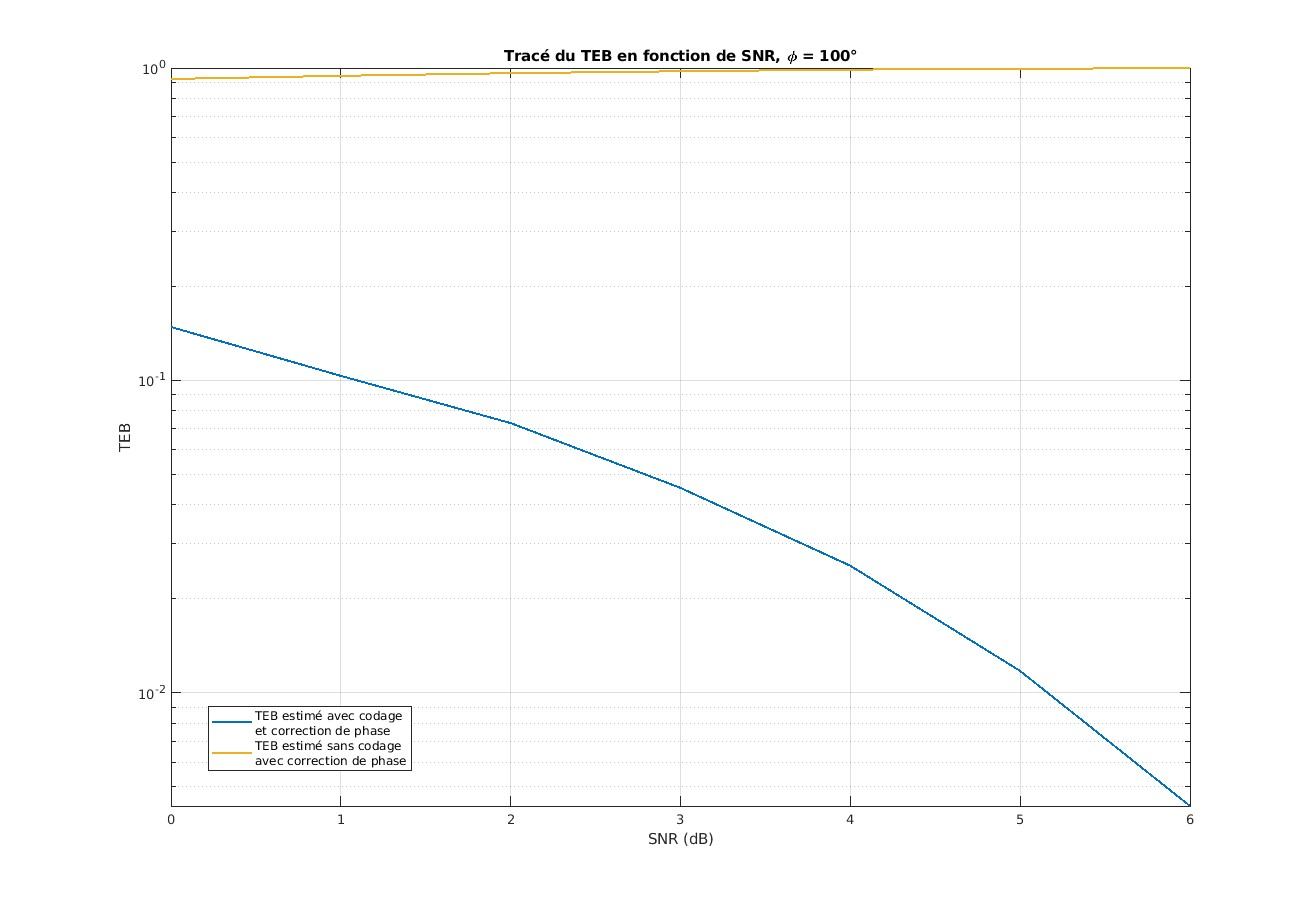 Tracé du TEB en fonction de SNR, ϕ = 100°
10^0
10^-1
10^-2
TEB
TEB estimé avec codage
et correction de phase
TEB estimé sans codage
avec correction de phase
0 1 2 3 4 5 6
SNR (dB)